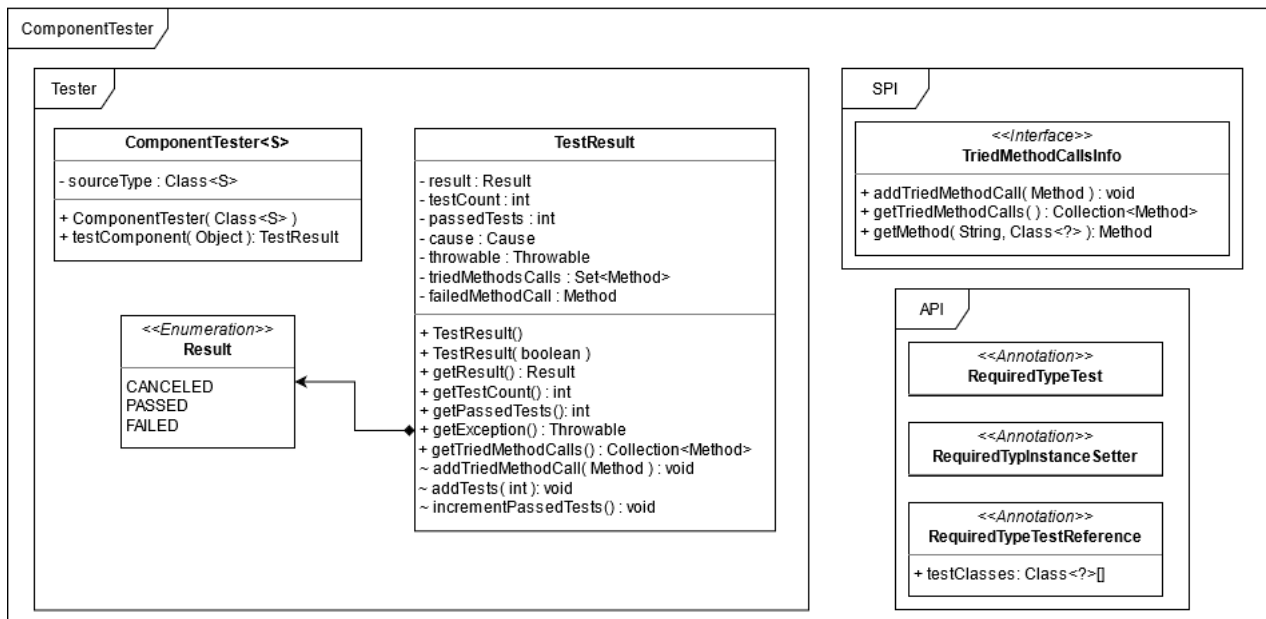 ComponentTester
Tester
ComponentTester<S>
- sourceType : Class<S>
+ ComponentTester( Class<S> )
+ testComponent( Object ): TestResult
TestResult
- result : Result
- testCount : int
- passedTests : int
- cause : Cause
- throwable : Throwable
- triedMethodsCalls : Set<Method>
- failedMethodCall : Method
+ TestResult()
+ TestResult( boolean )
+ getResult() : Result
+ getTestCount() : int
+ getPassedTests(): int
+ getException() : Throwable
+ getTriedMethodCalls() : Collection<Method>
~ addTriedMethodCall( Method ) : void
~ addTests( int ): void
~ incrementPassedTests() : void
<<Enumeration>>
Result
CANCELED
PASSED
FAILED
SPI
<<Interface>>
TriedMethodCallsInfo
+ addTriedMethodCall( Method ) : void
+ getTriedMethodCalls( ) : Collection<Method>
+ getMethod( String, Class<?> ): Method
API
<<Annotation>>
RequiredTypeTest
<<Annotation>>
RequiredTypInstanceSetter
<<Annotation>>
RequiredTypeTestReference
+ testClasses: Class<?>[]